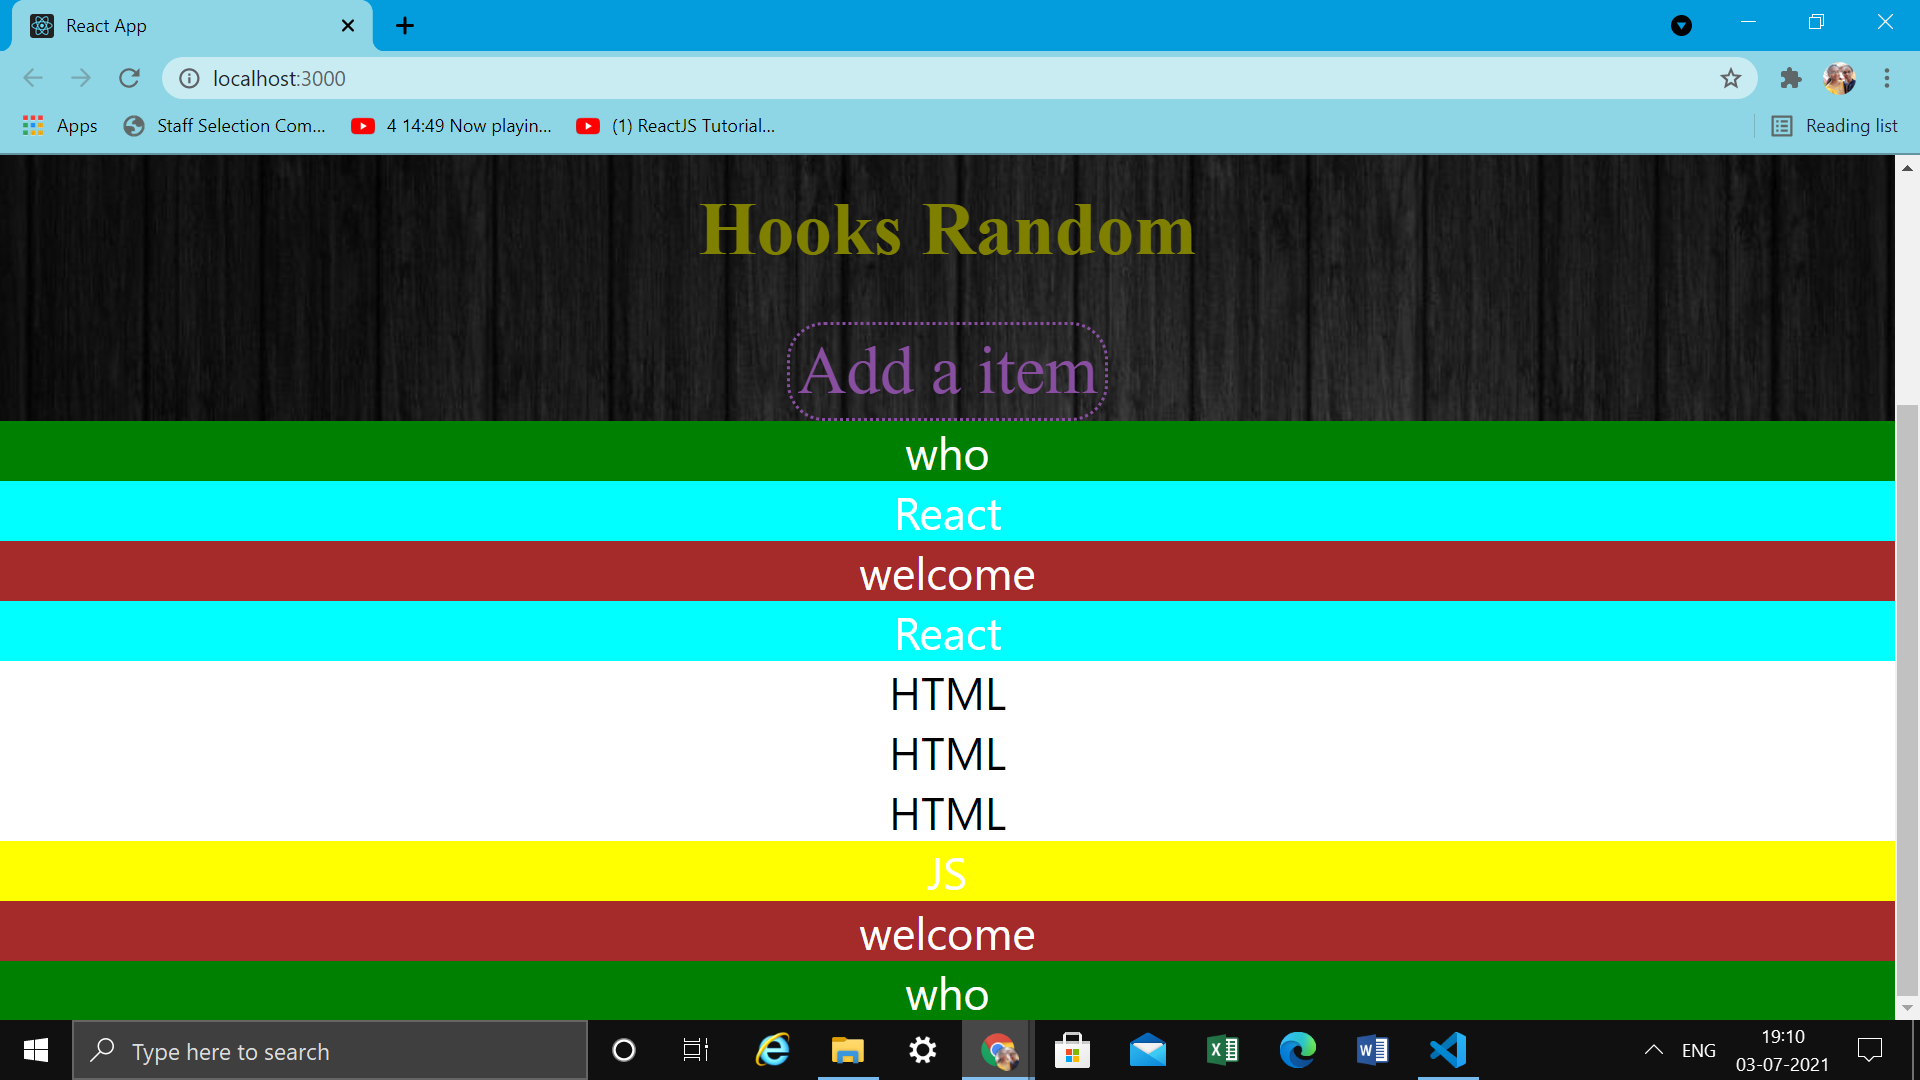 React App
localhost:3000
Apps
Staff Selection Com...
4 14:49 Now playin...
(1) ReactJS Tutorial...
Reading list
Hooks Random
Add a item
who
React
welcome
React
HTML
HTML
HTML
JS
welcome
who
Type here to search
ENG
19:10
03-07-2021